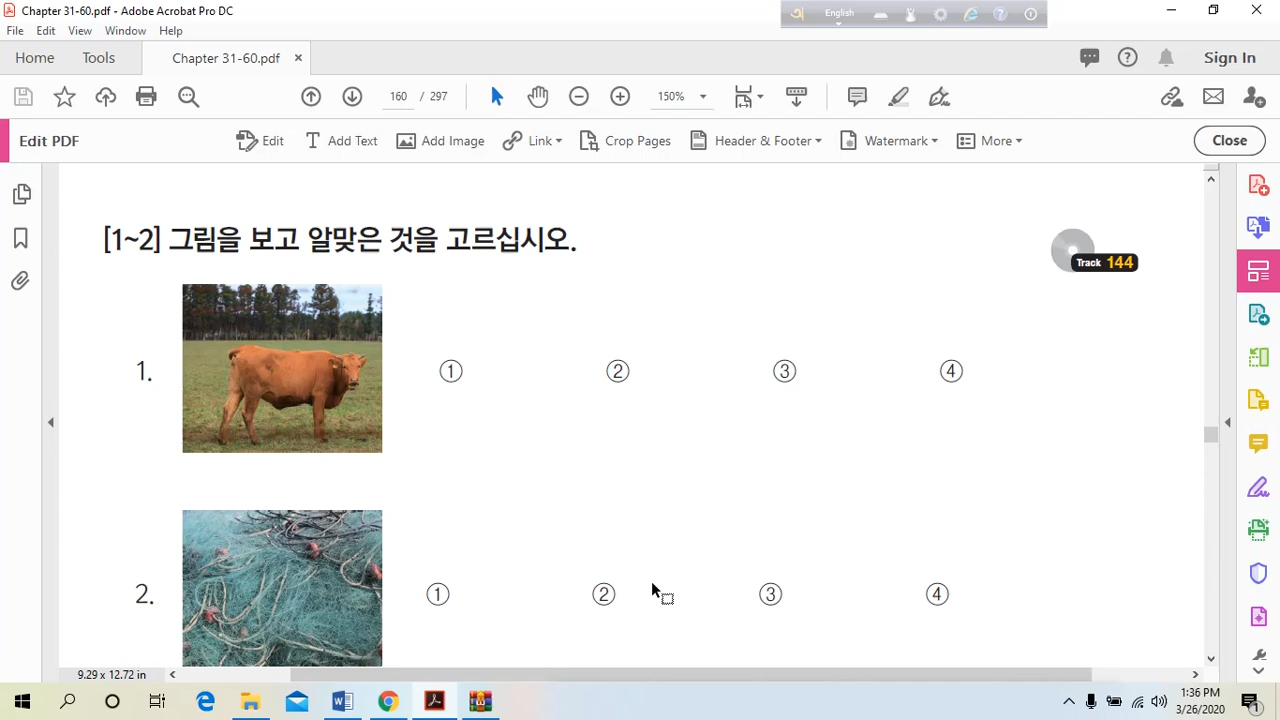 Chapter 31-60.pdf - Adobe Acrobat Pro DC
English
File Edit View Window Help
Home Tools Chapter 31-60.pdf × Sign In
160 / 297 150%
Edit PDF Edit Add Text Add Image Link Crop Pages Header & Footer Watermark More Close
[1~2] 그림을 보고 알맞은 것을 고르십시오.
Track 144
1. ① ② ③ ④
2. ① ② ③ ④
9.29 x 12.72 in
1:36 PM
3/26/2020